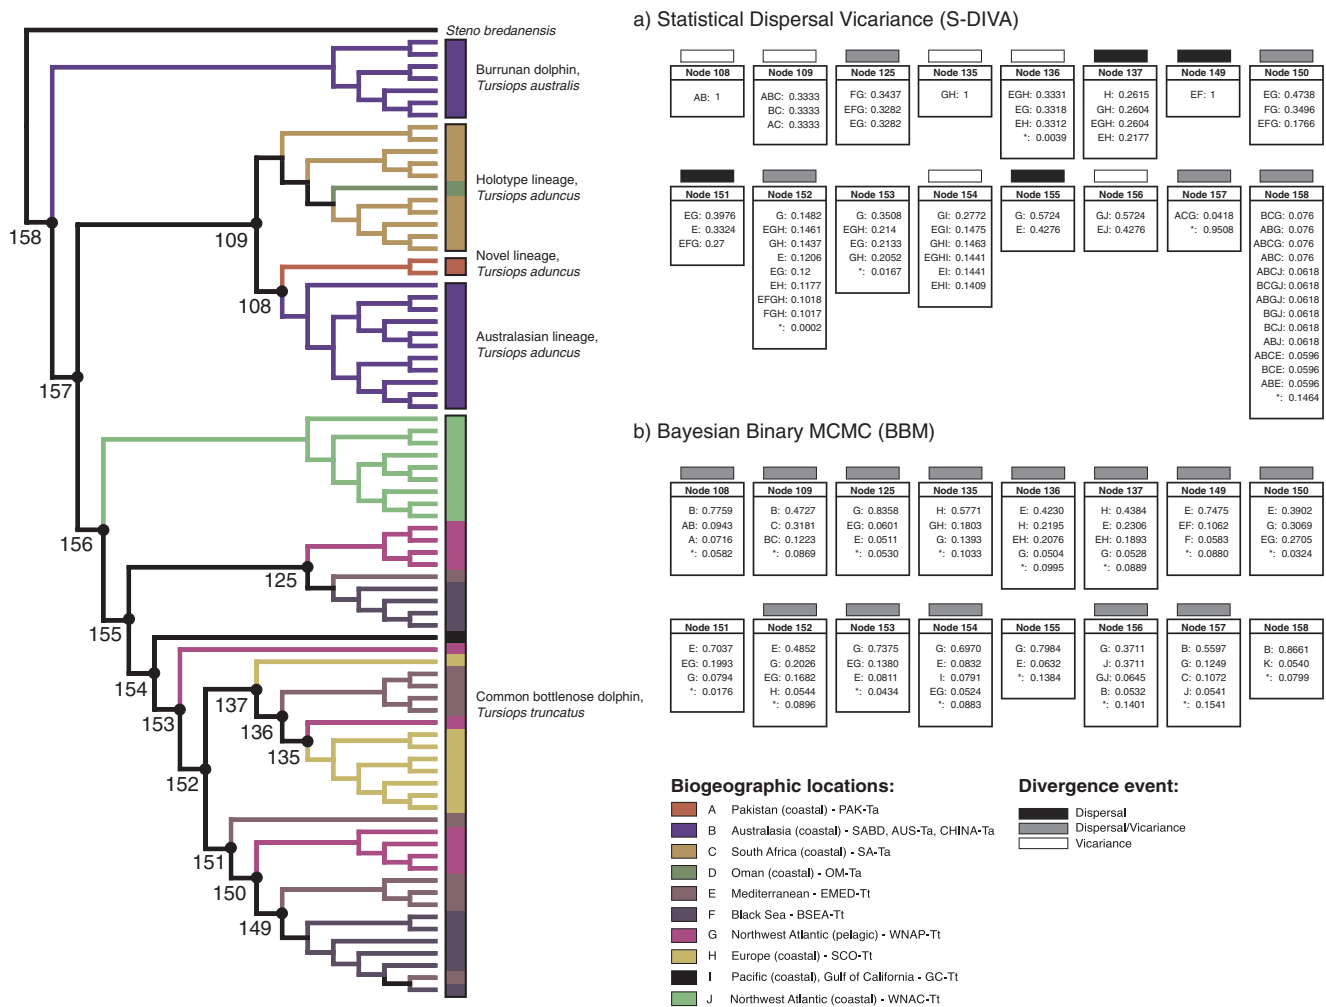 Steno bredanensis
Burrunan dolphin,
Tursiops australis
Holotype lineage,
Tursiops aduncus
Novel lineage,
Tursiops aduncus
Australasian lineage,
Tursiops aduncus
Common bottlenose dolphin,
Tursiops truncatus
158
109
108
157
156
125
155
154
153
137
136
135
152
151
150
149
a) Statistical Dispersal Vicariance (S-DIVA)
Node 108
AB: 1
Node 109
ABC: 0.3333
BC: 0.3333
AC: 0.3333
Node 125
FG: 0.3437
EFG: 0.3282
EG: 0.3282
Node 135
GH: 1
Node 136
EGH: 0.3331
EG: 0.3318
EH: 0.3312
*: 0.0039
Node 137
H: 0.2615
GH: 0.2604
EGH: 0.2604
EH: 0.2177
Node 149
EF: 1
Node 150
EG: 0.4738
FG: 0.3496
EFG: 0.1766
Node 151
EG: 0.3976
E: 0.3324
EFG: 0.27
Node 152
G: 0.1482
EGH: 0.1461
GH: 0.1437
E: 0.1206
EG: 0.12
EH: 0.1177
EFGH: 0.1018
FGH: 0.1017
*: 0.0002
Node 153
G: 0.3508
EGH: 0.214
EG: 0.2133
GH: 0.2052
*: 0.0167
Node 154
GI: 0.2772
EGI: 0.1475
GHI: 0.1463
EGHI: 0.1441
EI: 0.1441
EHI: 0.1409
Node 155
G: 0.5724
E: 0.4276
Node 156
GJ: 0.5724
EJ: 0.4276
Node 157
ACG: 0.0418
*: 0.9508
Node 158
BCG: 0.076
ABG: 0.076
ABCG: 0.076
ABC: 0.076
ABCJ: 0.0618
BCGJ: 0.0618
ABGJ: 0.0618
BGJ: 0.0618
BCJ: 0.0618
ABJ: 0.0618
ABCE: 0.0596
BCE: 0.0596
ABE: 0.0596
*: 0.1464
b) Bayesian Binary MCMC (BBM)
Node 108
B: 0.7759
AB: 0.0943
A: 0.0716
*: 0.0582
Node 109
B: 0.4727
C: 0.3181
BC: 0.1223
*: 0.0869
Node 125
G: 0.8358
EG: 0.0601
E: 0.0511
*: 0.0530
Node 135
H: 0.5771
GH: 0.1803
G: 0.1393
*: 0.1033
Node 136
E: 0.4230
H: 0.2195
EH: 0.2076
G: 0.0504
*: 0.0995
Node 137
H: 0.4384
E: 0.2306
EH: 0.1893
G: 0.0528
*: 0.0889
Node 149
E: 0.7475
EF: 0.1062
F: 0.0583
*: 0.0880
Node 150
E: 0.3902
G: 0.3069
EG: 0.2705
*: 0.0324
Node 151
E: 0.7037
EG: 0.1993
G: 0.0794
*: 0.0176
Node 152
E: 0.4852
G: 0.2026
EG: 0.1682
H: 0.0544
*: 0.0896
Node 153
G: 0.7375
EG: 0.1380
E: 0.0811
*: 0.0434
Node 154
G: 0.6970
E: 0.0832
I: 0.0791
EG: 0.0524
*: 0.0883
Node 155
G: 0.7984
E: 0.0632
*: 0.1384
Node 156
G: 0.3711
J: 0.3711
GJ: 0.0645
B: 0.0532
*: 0.1401
Node 157
B: 0.5597
G: 0.1249
C: 0.1072
J: 0.0541
*: 0.1541
Node 158
B: 0.8661
K: 0.0540
*: 0.0799
Biogeographic locations:
A Pakistan (coastal) - PAK-Ta
B Australasia (coastal) - SABD, AUS-Ta, CHINA-Ta
C South Africa (coastal) - SA-Ta
D Oman (coastal) - OM-Ta
E Mediterranean - EMED-Tt
F Black Sea - BSEA-Tt
G Northwest Atlantic (pelagic) - WNAP-Tt
H Europe (coastal) - SCO-Tt
I Pacific (coastal), Gulf of California - GC-Tt
J Northwest Atlantic (coastal) - WNAC-Tt
Divergence event:
Dispersal
Dispersal/Vicariance
Vicariance